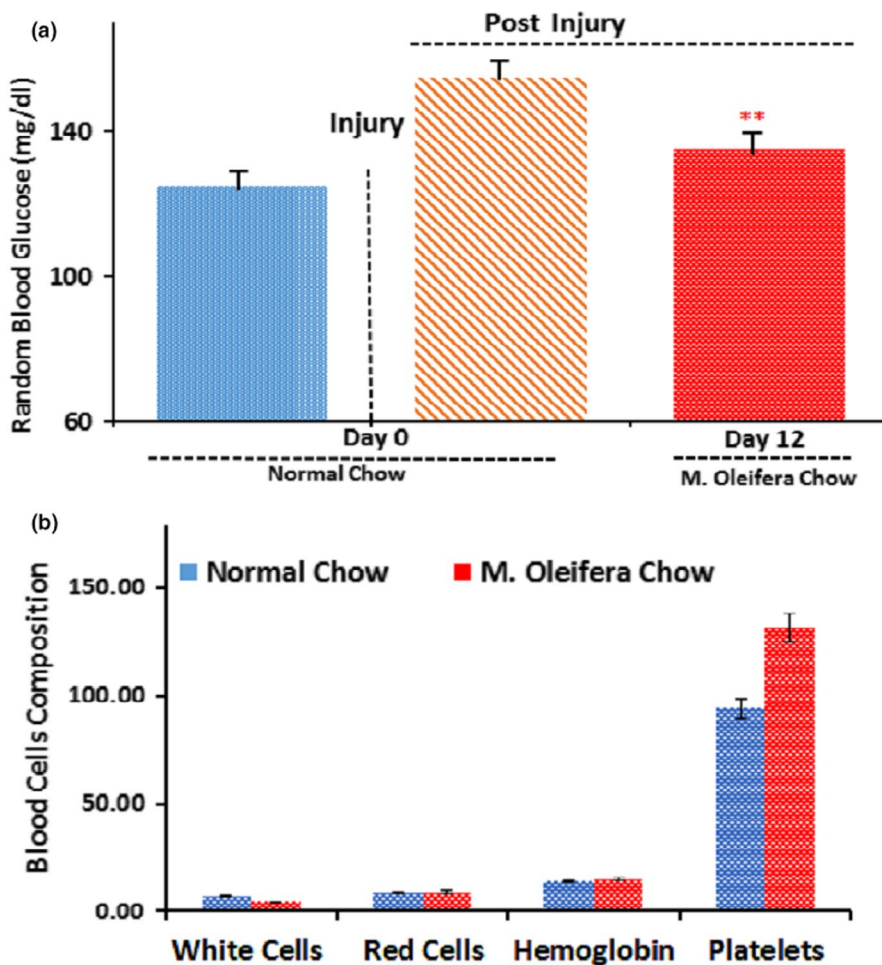 (a)
Post Injury
Random Blood Glucose (mg/dl)
140
100
60
Injury
**
Day 0
Day 12
Normal Chow
M. Oleifera Chow
(b)
Blood Cells Composition
150.00
100.00
50.00
0.00
Normal Chow
M. Oleifera Chow
White Cells
Red Cells
Hemoglobin
Platelets